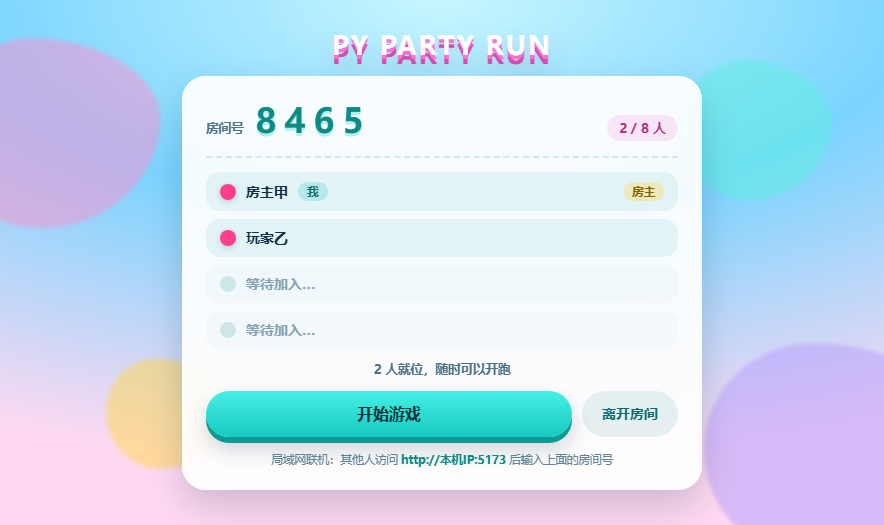 PY PARTY RUN
房间号 8465 2 / 8 人
房主甲 我 房主
玩家乙
等待加入...
等待加入...
2 人就位，随时可以开跑
开始游戏 离开房间
局域网联机：其他人访问 http://本机IP:5173 后输入上面的房间号